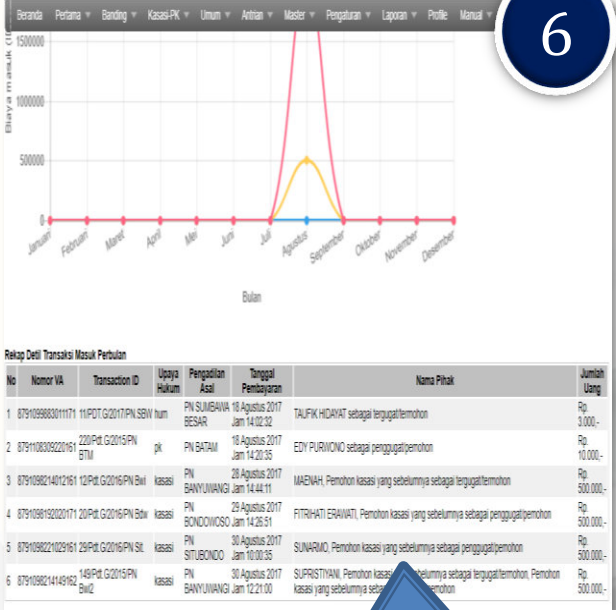 Beranda Pertama Banding Kasasi-PK Umum Antrian Master Pengaturan Laporan Profile Manual
6
Biaya masuk
1500000
1000000
500000
0
Januari Februari Maret April Mei Juni Juli Agustus September Oktober November Desember
Bulan
Rekap Detil Transaksi Masuk Perbulan
No Nomor VA Transaction ID Upaya Hukum Pengadilan Asal Tanggal Pembayaran Nama Pihak Jumlah Uang
1 8791099883011171 11/PDT.G/2017/PN.SBW hum PN SUMBAWA BESAR 18 Agustus 2017 Jam 14:02:32 TAUFIK HIDAYAT sebagai tergugat/termohon Rp. 3.000,-
2 8791108309220161 220/Pdt.G/2015/PN BTM pk PN BATAM 18 Agustus 2017 Jam 14:20:35 EDY PURWONO sebagai penggugat/pemohon Rp. 10.000,-
3 8791098214012161 12/Pdt.G/2016/PN Bwi kasasi PN BANYUWANGI 28 Agustus 2017 Jam 14:44:11 MAENAH, Pemohon kasasi yang sebelumnya sebagai tergugat/termohon Rp. 500.000,-
4 8791098192020171 20/Pdt.G/2016/PN Bdw kasasi PN BONDOWOSO 29 Agustus 2017 Jam 14:26:51 FITRIHATI ERAWATI, Pemohon kasasi yang sebelumnya sebagai penggugat/pemohon Rp. 500.000,-
5 8791098221029161 29/Pdt.G/2016/PN Sit. kasasi PN SITUBONDO 30 Agustus 2017 Jam 10:00:35 SUNARMO, Pemohon kasasi yang sebelumnya sebagai penggugat/pemohon Rp. 500.000,-
6 8791098214149162 149/Pdt.G/2015/PN Bwi2 kasasi PN BANYUWANGI 30 Agustus 2017 Jam 12:21:00 SUPRISTIYANI, Pemohon kasasi sebelumnya sebagai tergugat/termohon, Pemohon kasasi yang sebelumnya Rp. 500.000,-